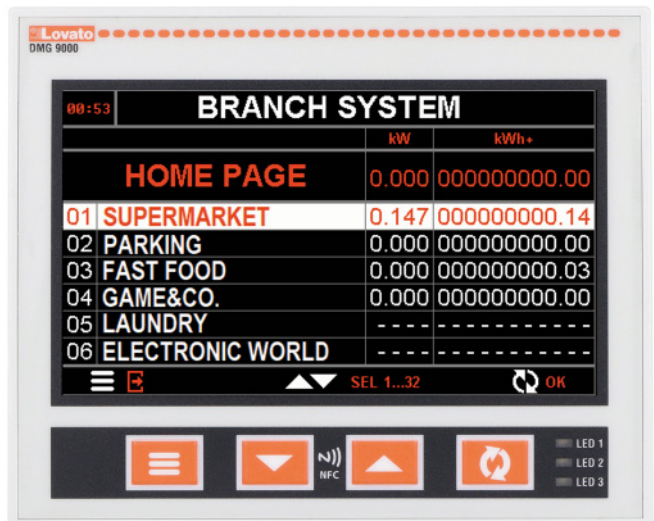 Lovato
DMG 9000
00:53 BRANCH SYSTEM
kW kWh+
HOME PAGE 0.000 000000000.00
01 SUPERMARKET 0.147 000000000.14
02 PARKING 0.000 000000000.00
03 FAST FOOD 0.000 000000000.03
04 GAME&CO. 0.000 000000000.00
05 LAUNDRY ---- ------------
06 ELECTRONIC WORLD ---- ------------
SEL 1...32 OK
NFC
LED 1
LED 2
LED 3